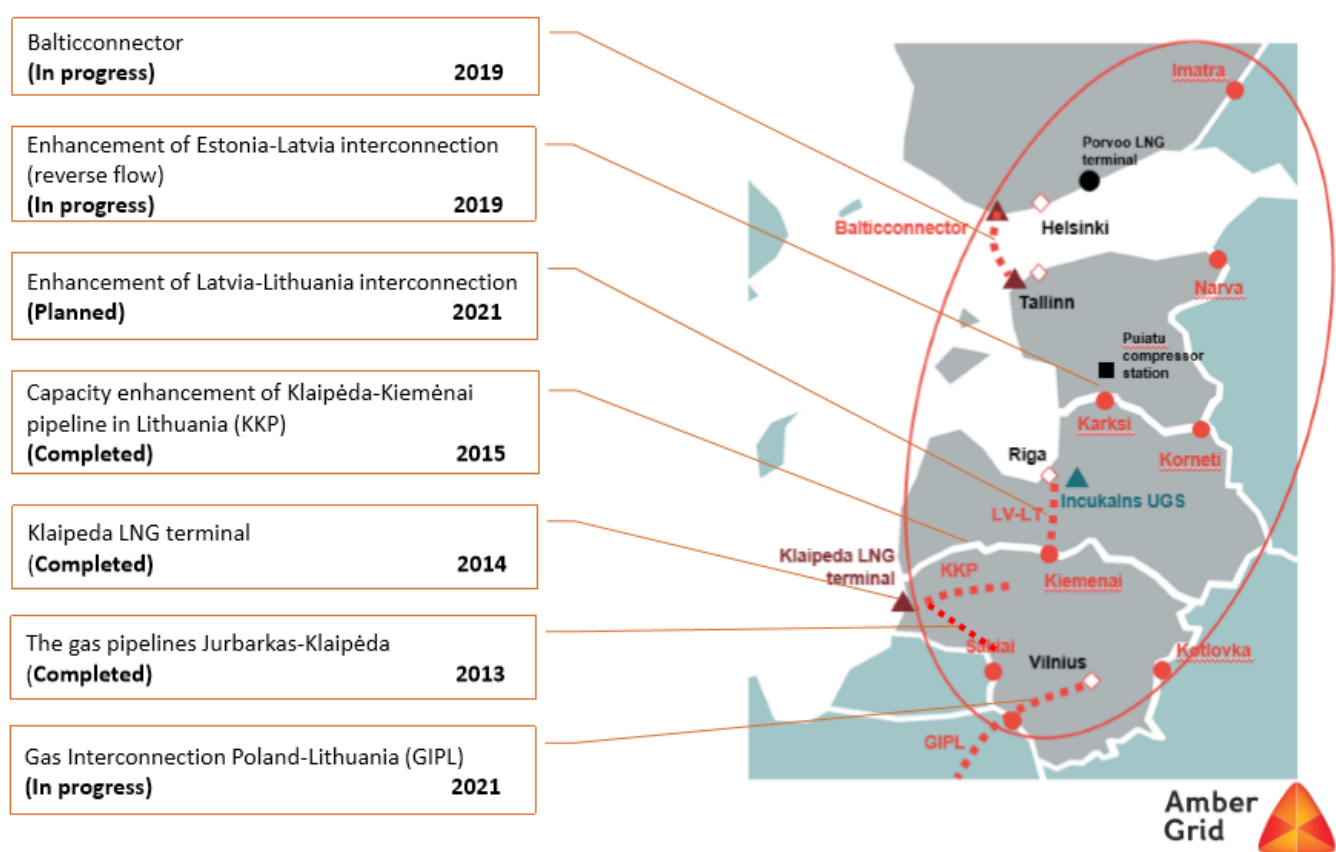 Balticconnector
(In progress) 2019
Enhancement of Estonia-Latvia interconnection
(reverse flow)
(In progress) 2019
Enhancement of Latvia-Lithuania interconnection
(Planned) 2021
Capacity enhancement of Klaipėda-Kiemėnai
pipeline in Lithuania (KKP)
(Completed) 2015
Klaipeda LNG terminal
(Completed) 2014
The gas pipelines Jurbarkas-Klaipėda
(Completed) 2013
Gas Interconnection Poland-Lithuania (GIPL)
(In progress) 2021
Imatra
Porvoo LNG
terminal
Balticconnector
Helsinki
Narva
Tallinn
Puiatu
compressor
station
Karksi
Korneti
Riga
Incukalns UGS
LV-LT
Klaipeda LNG
terminal
KKP
Kiemenai
Sakiai
Vilnius
Kotlovka
GIPL
Amber
Grid